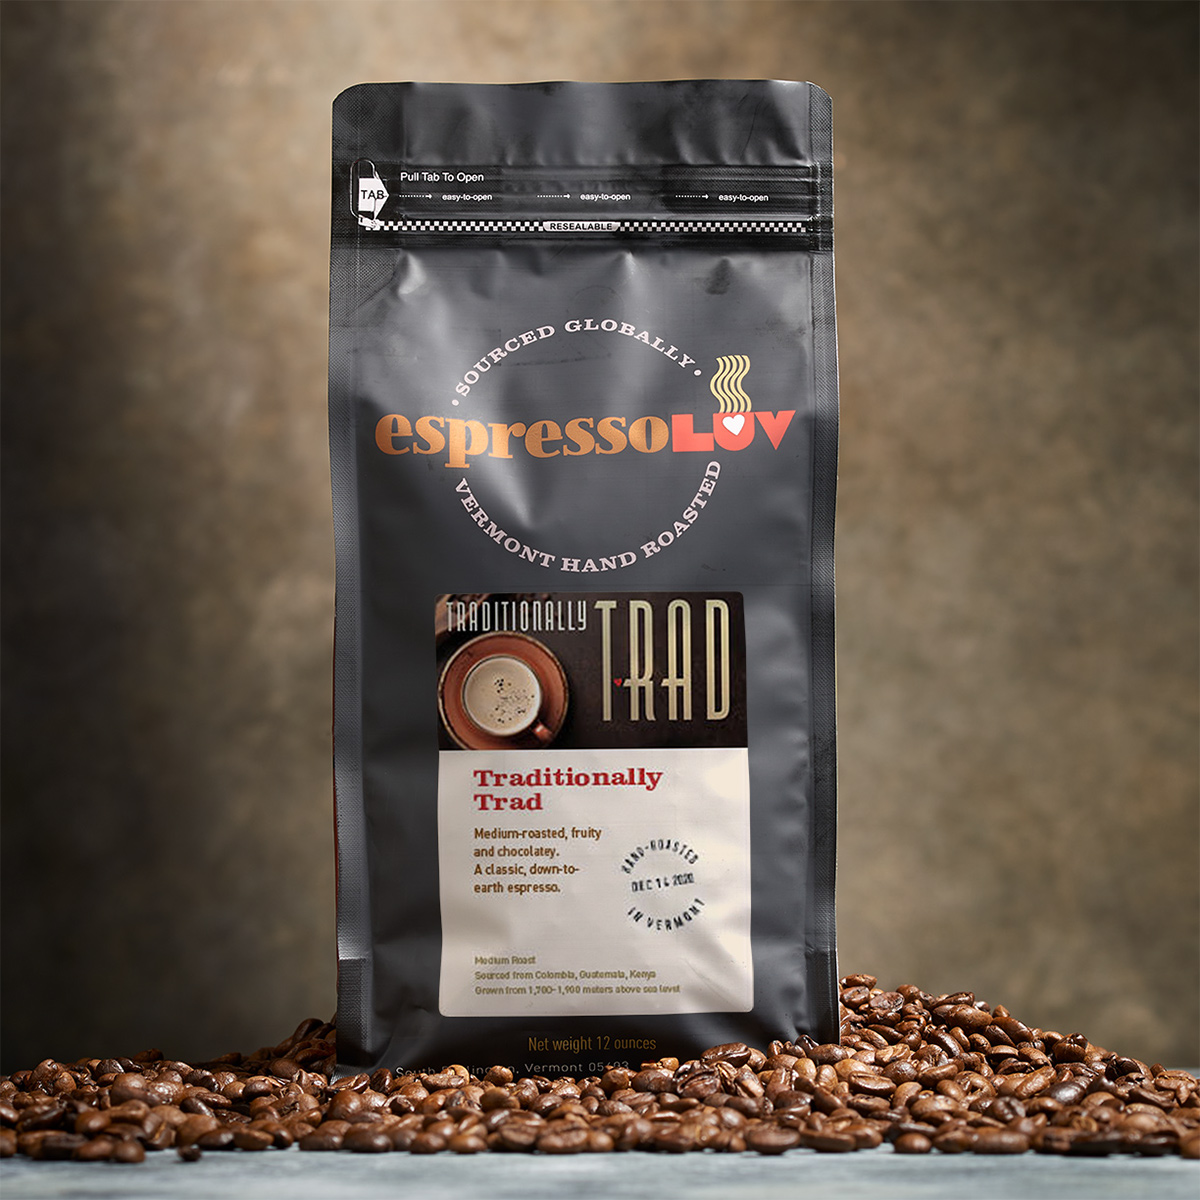 Pull Tab To Open
TAB
easy-to-open easy-to-open easy-to-open
RESEALABLE
• SOURCED GLOBALLY •
espressoLUV
VERMONT HAND ROASTED
TRADITIONALLY
TRAD
Traditionally
Trad
Medium-roasted, fruity
and chocolatey.
A classic, down-to-
earth espresso.
HAND-ROASTED
DEC 14 2020
IN VERMONT
Medium Roast
Sourced from Colombia, Guatemala, Kenya
Grown from 1,700-1,900 meters above sea level
Net weight 12 ounces
South Vermont